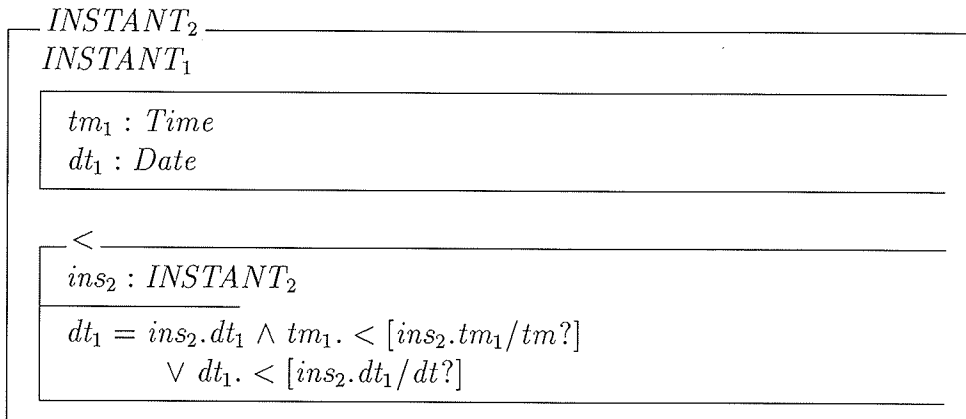 INSTANT₂
INSTANT₁
tm₁ : Time
dt₁ : Date
<
ins₂ : INSTANT₂
dt₁ = ins₂.dt₁ ∧ tm₁. < [ins₂.tm₁/tm?]
∨ dt₁. < [ins₂.dt₁/dt?]